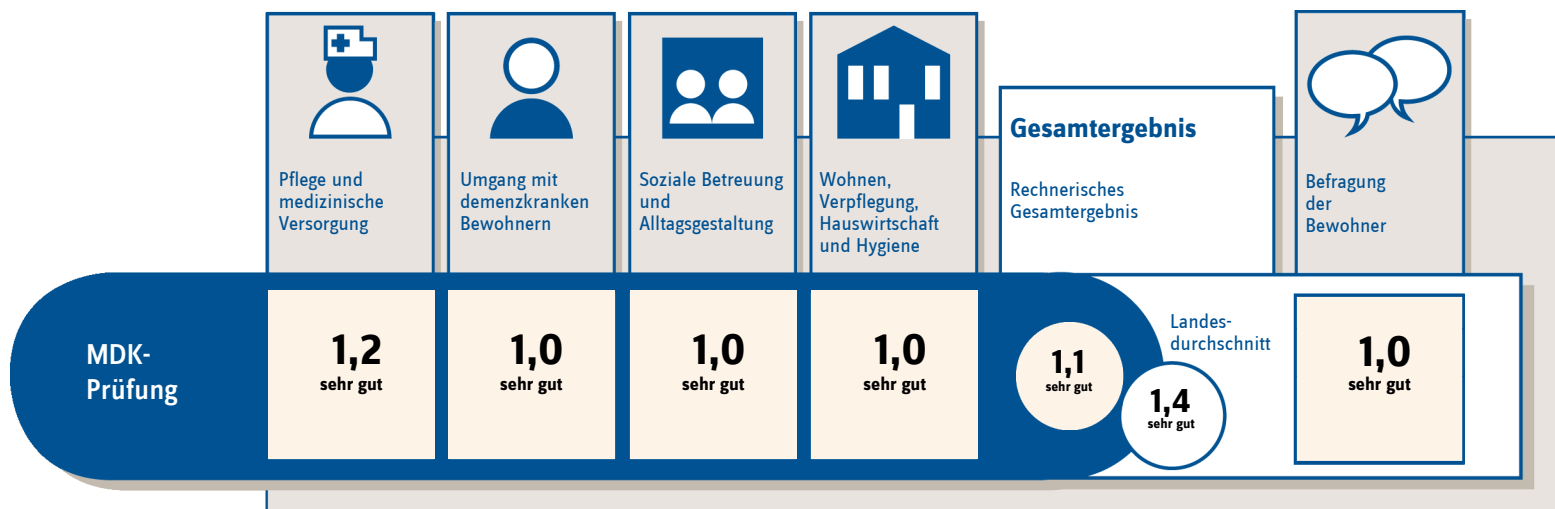 Pflege und
medizinische
Versorgung
Umgang mit
demenzkranken
Bewohnern
Soziale Betreuung
und
Alltagsgestaltung
Wohnen,
Verpflegung,
Hauswirtschaft
und Hygiene
Gesamtergebnis
Rechnerisches
Gesamtergebnis
Befragung
der
Bewohner
MDK-
Prüfung
1,2
sehr gut
1,0
sehr gut
1,0
sehr gut
1,0
sehr gut
1,1
sehr gut
Landes-
durchschnitt
1,4
sehr gut
1,0
sehr gut